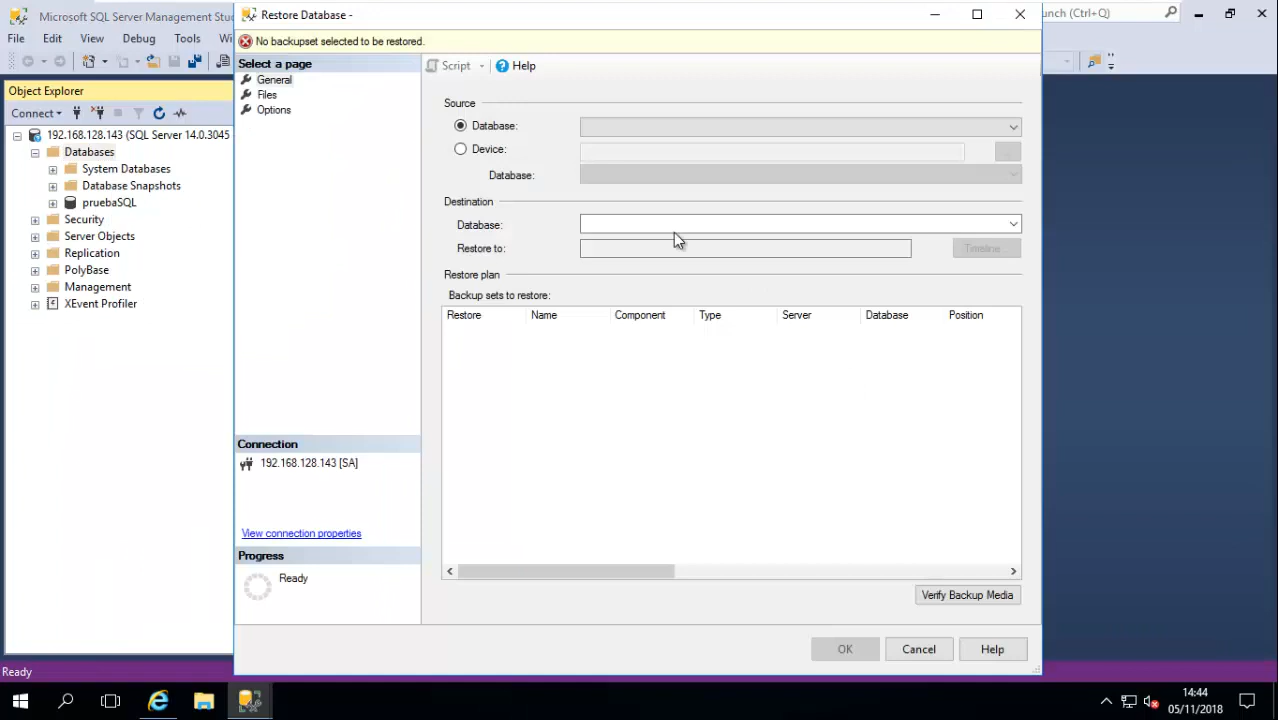 Microsoft SQL Server Management Stud
Restore Database -
unch (Ctrl+Q)
File Edit View Debug Tools Wi
No backupset selected to be restored.
Select a page
General
Files
Options
Script
Help
Object Explorer
Connect
192.168.128.143 (SQL Server 14.0.3045
Databases
System Databases
Database Snapshots
pruebaSQL
Security
Server Objects
Replication
PolyBase
Management
XEvent Profiler
Source
Database:
Device:
Database:
Destination
Database:
Restore to:
Timeline...
Restore plan
Backup sets to restore:
Restore Name Component Type Server Database Position
Connection
192.168.128.143 [SA]
View connection properties
Progress
Ready
Verify Backup Media
OK Cancel Help
Ready
14:44
05/11/2018